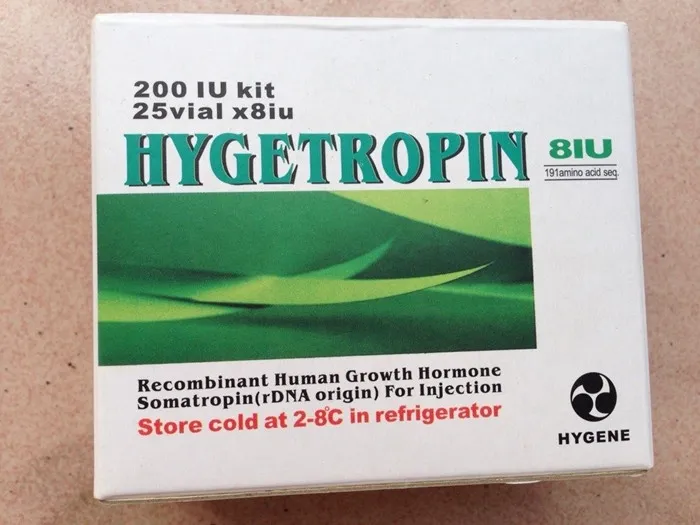 200 IU kit
25vial x8iu
HYGETROPIN
8IU
191amino acid seq.
Recombinant Human Growth Hormone
Somatropin(rDNA origin) For Injection
Store cold at 2-8℃ in refrigerator
HYGENE